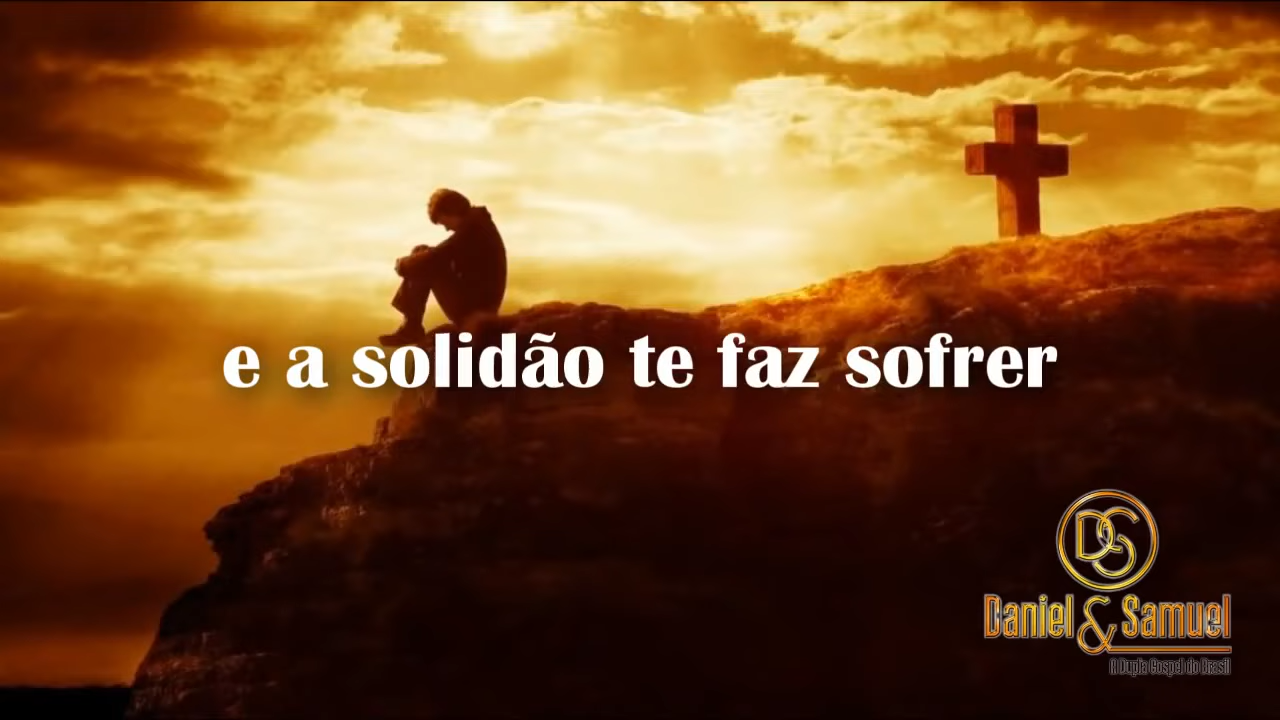 e a solidão te faz sofrer
DS
Daniel & Samuel
A Dupla Gospel do Brasil